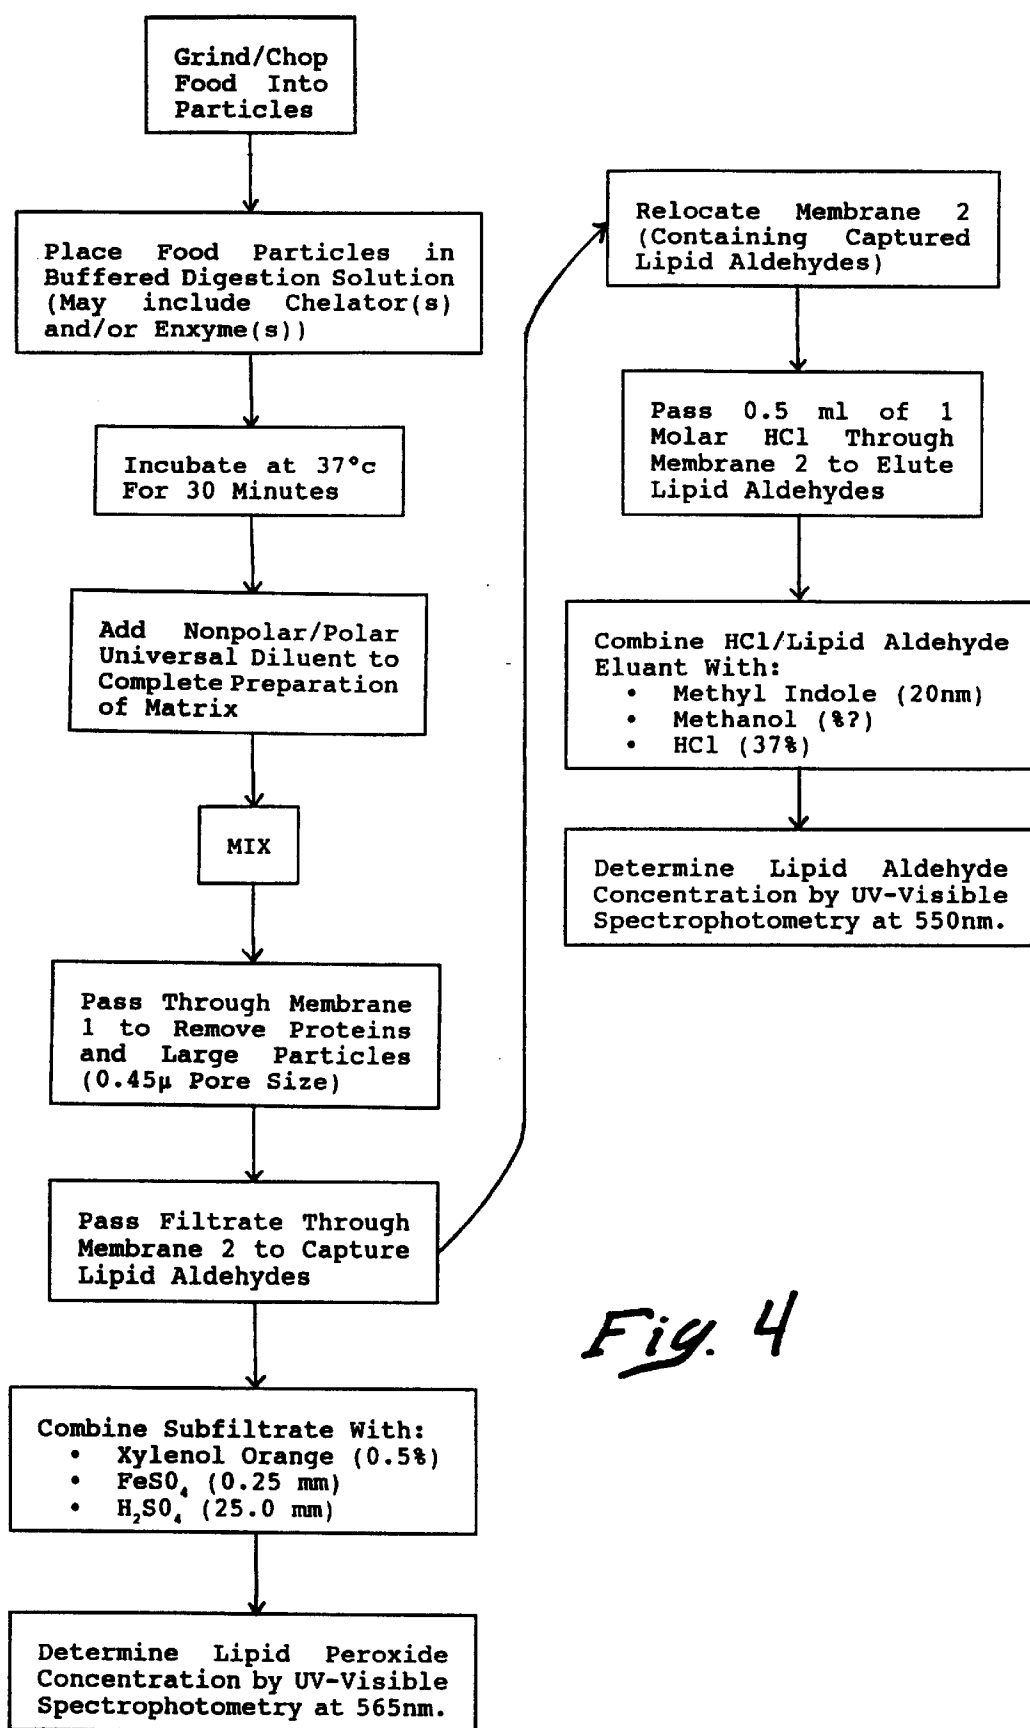 Grind/Chop
Food Into
Particles
Place Food Particles in
Buffered Digestion Solution
(May include Chelator(s)
and/or Enxyme(s))
Incubate at 37°c
For 30 Minutes
Add Nonpolar/Polar
Universal Diluent to
Complete Preparation
of Matrix
MIX
Pass Through Membrane
1 to Remove Proteins
and Large Particles
(0.45µ Pore Size)
Pass Filtrate Through
Membrane 2 to Capture
Lipid Aldehydes
Combine Subfiltrate With:
• Xylenol Orange (0.5%)
• FeSO₄ (0.25 mm)
• H₂SO₄ (25.0 mm)
Determine Lipid Peroxide
Concentration by UV-Visible
Spectrophotometry at 565nm.
Relocate Membrane 2
(Containing Captured
Lipid Aldehydes)
Pass 0.5 ml of 1
Molar HCl Through
Membrane 2 to Elute
Lipid Aldehydes
Combine HCl/Lipid Aldehyde
Eluant With:
• Methyl Indole (20nm)
• Methanol (%?)
• HCl (37%)
Determine Lipid Aldehyde
Concentration by UV-Visible
Spectrophotometry at 550nm.
Fig. 4